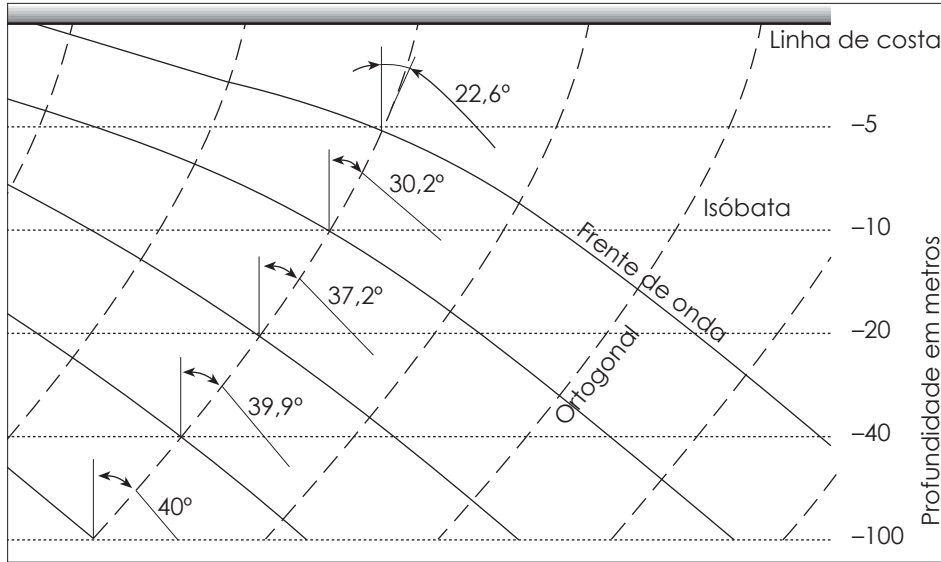 Linha de costa
22,6º
–5
30,2º
Isóbata
–10
Frente de onda
37,2º
–20
Ortogonal
39,9º
–40
40º
–100
Profundidade em metros